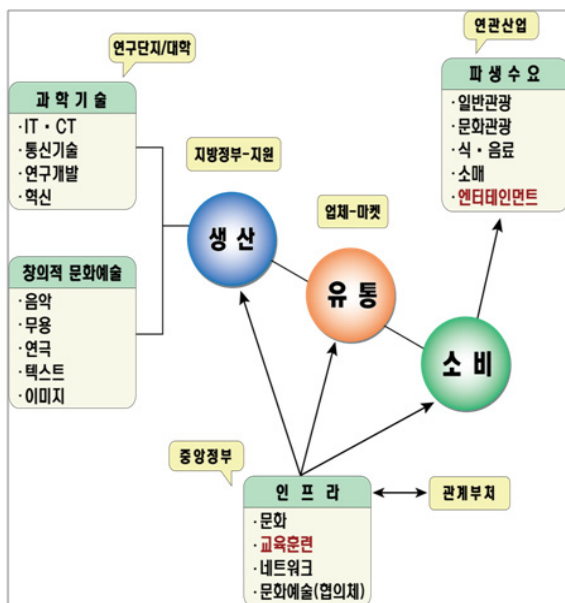 연구단지/대학
과학기술
·IT·CT
·통신기술
·연구개발
·혁신
창의적 문화예술
·음악
·무용
·연극
·텍스트
·이미지
지방정부-지원
생산
업체-마켓
유통
소비
연관산업
파생수요
·일반관광
·문화관광
·식·음료
·소매
·엔터테인먼트
중앙정부
인프라
·문화
·교육훈련
·네트워크
·문화예술(협의체)
관계부처